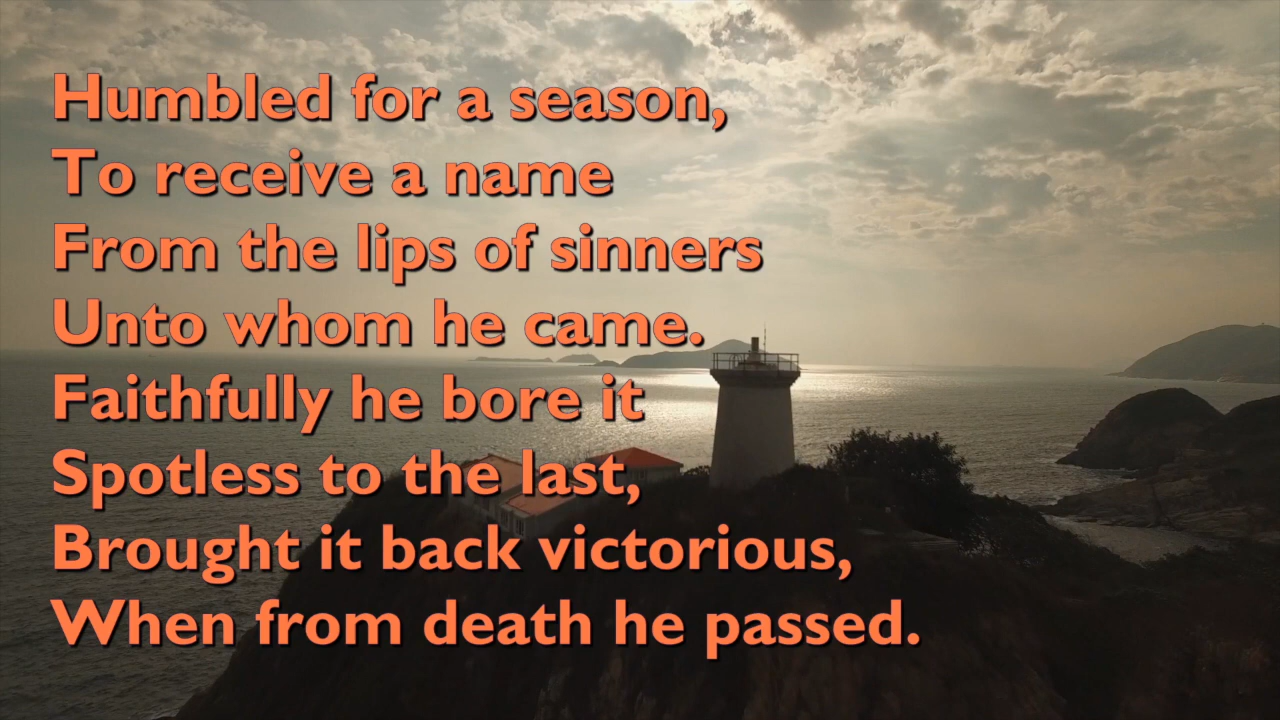 Humbled for a season,
To receive a name
From the lips of sinners
Unto whom he came.
Faithfully he bore it
Spotless to the last,
Brought it back victorious,
When from death he passed.